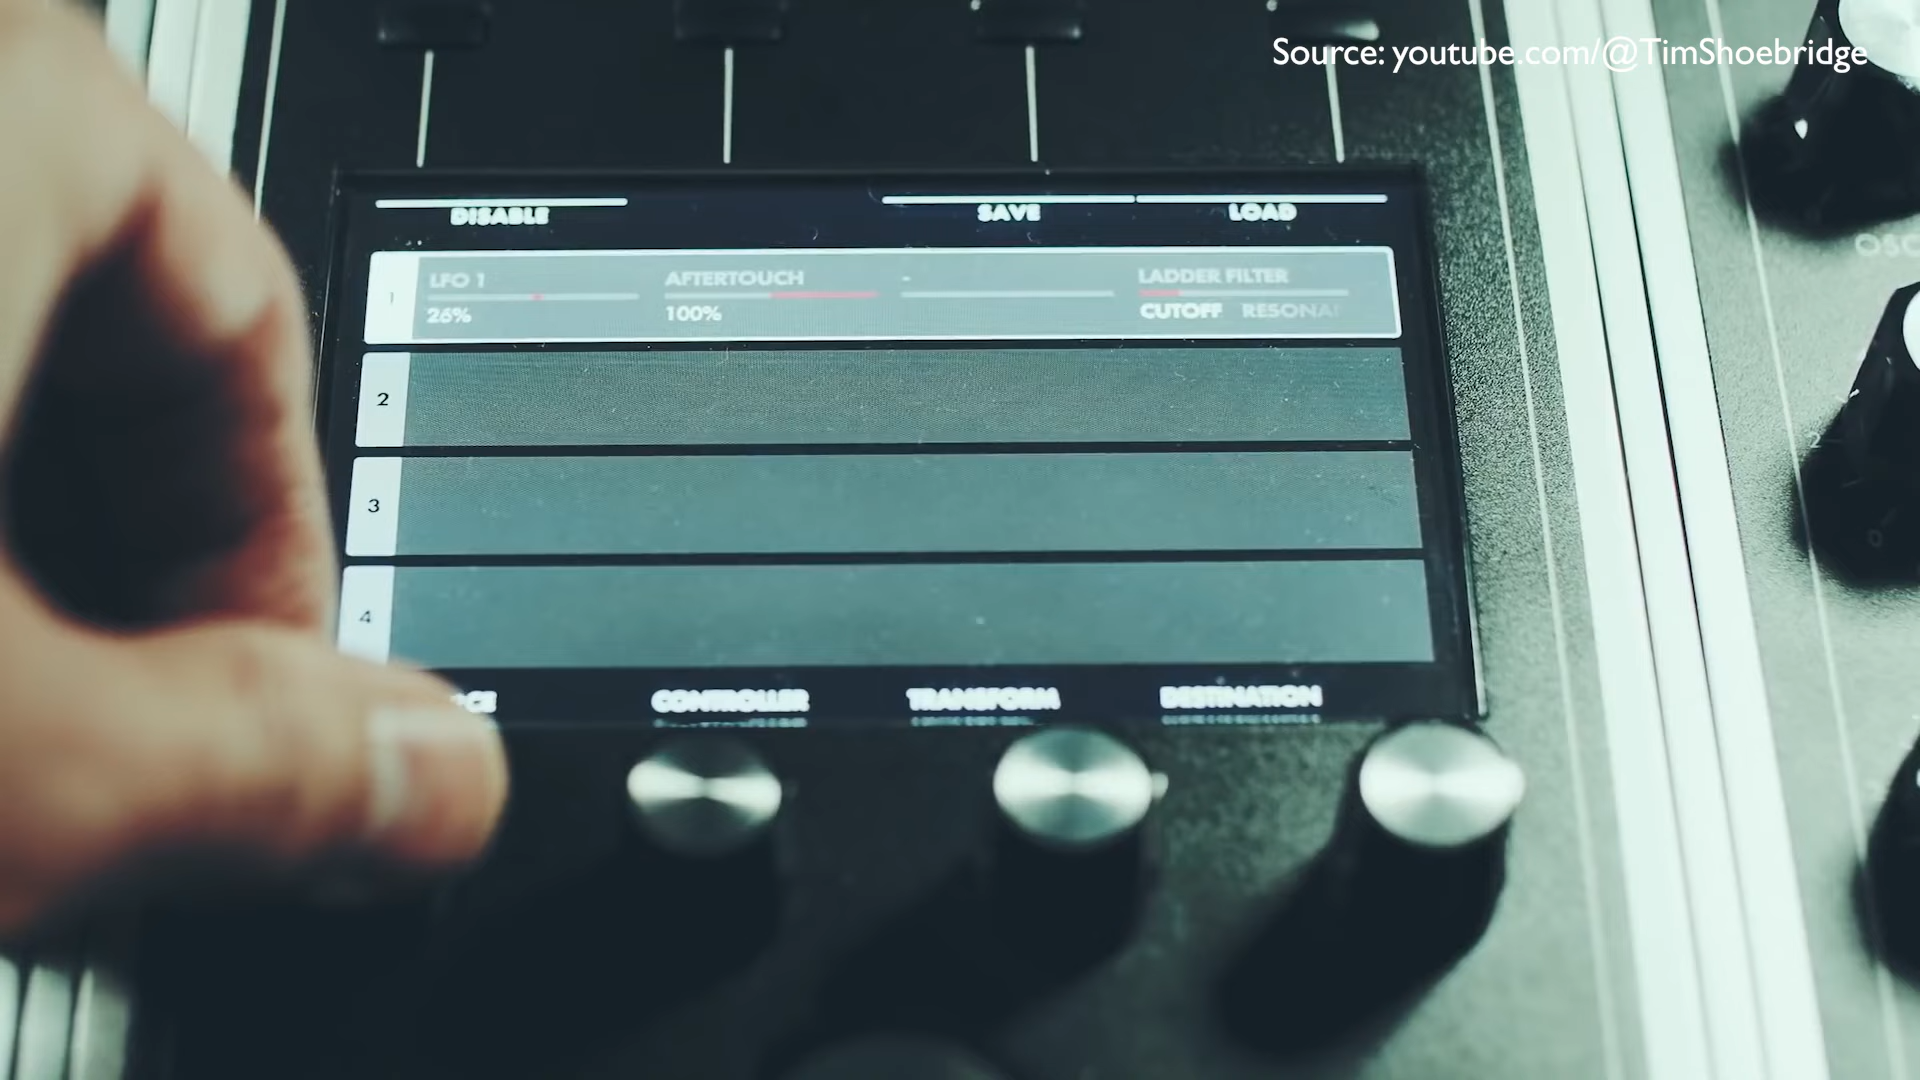 Source: youtube.com/@TimShoebridge
DISABLE SAVE LOAD
1 LFO 1 AFTERTOUCH - LADDER FILTER
26% 100% CUTOFF RESONA
2
3
4
CONTROLLER TRANSFORM DESTINATION